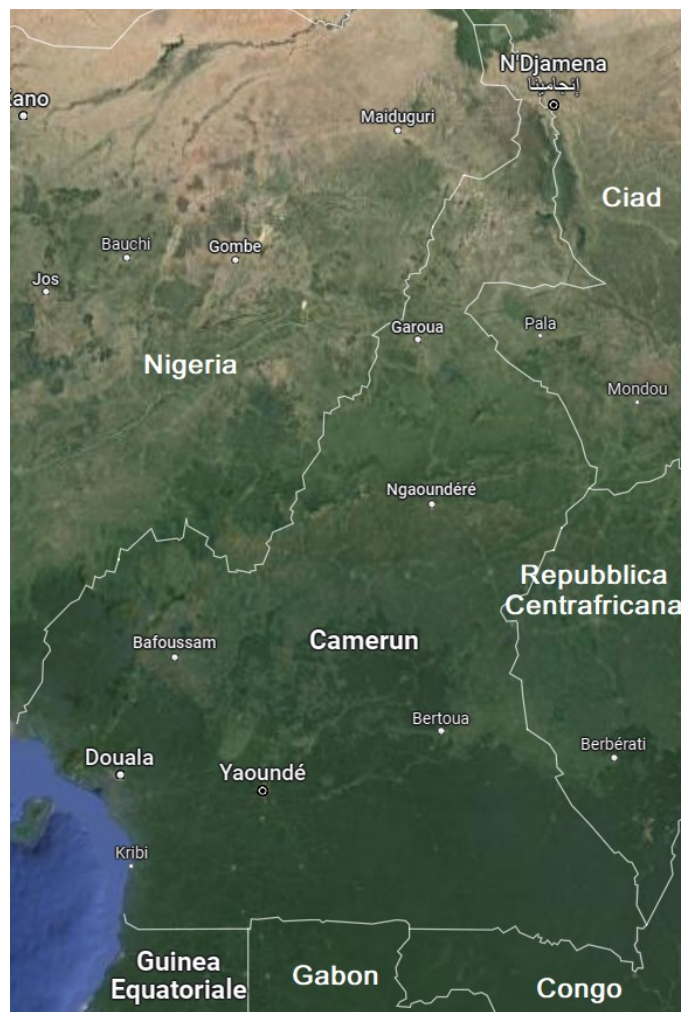 N'Djamena
إنجامينا
Kano
Maiduguri
Ciad
Bauchi
Gombe
Jos
Garoua
Pala
Nigeria
Mondou
Ngaoundéré
Repubblica
Centrafricana
Bafoussam
Camerun
Bertoua
Berbérati
Douala
Yaoundé
Kribi
Guinea
Equatoriale
Gabon
Congo